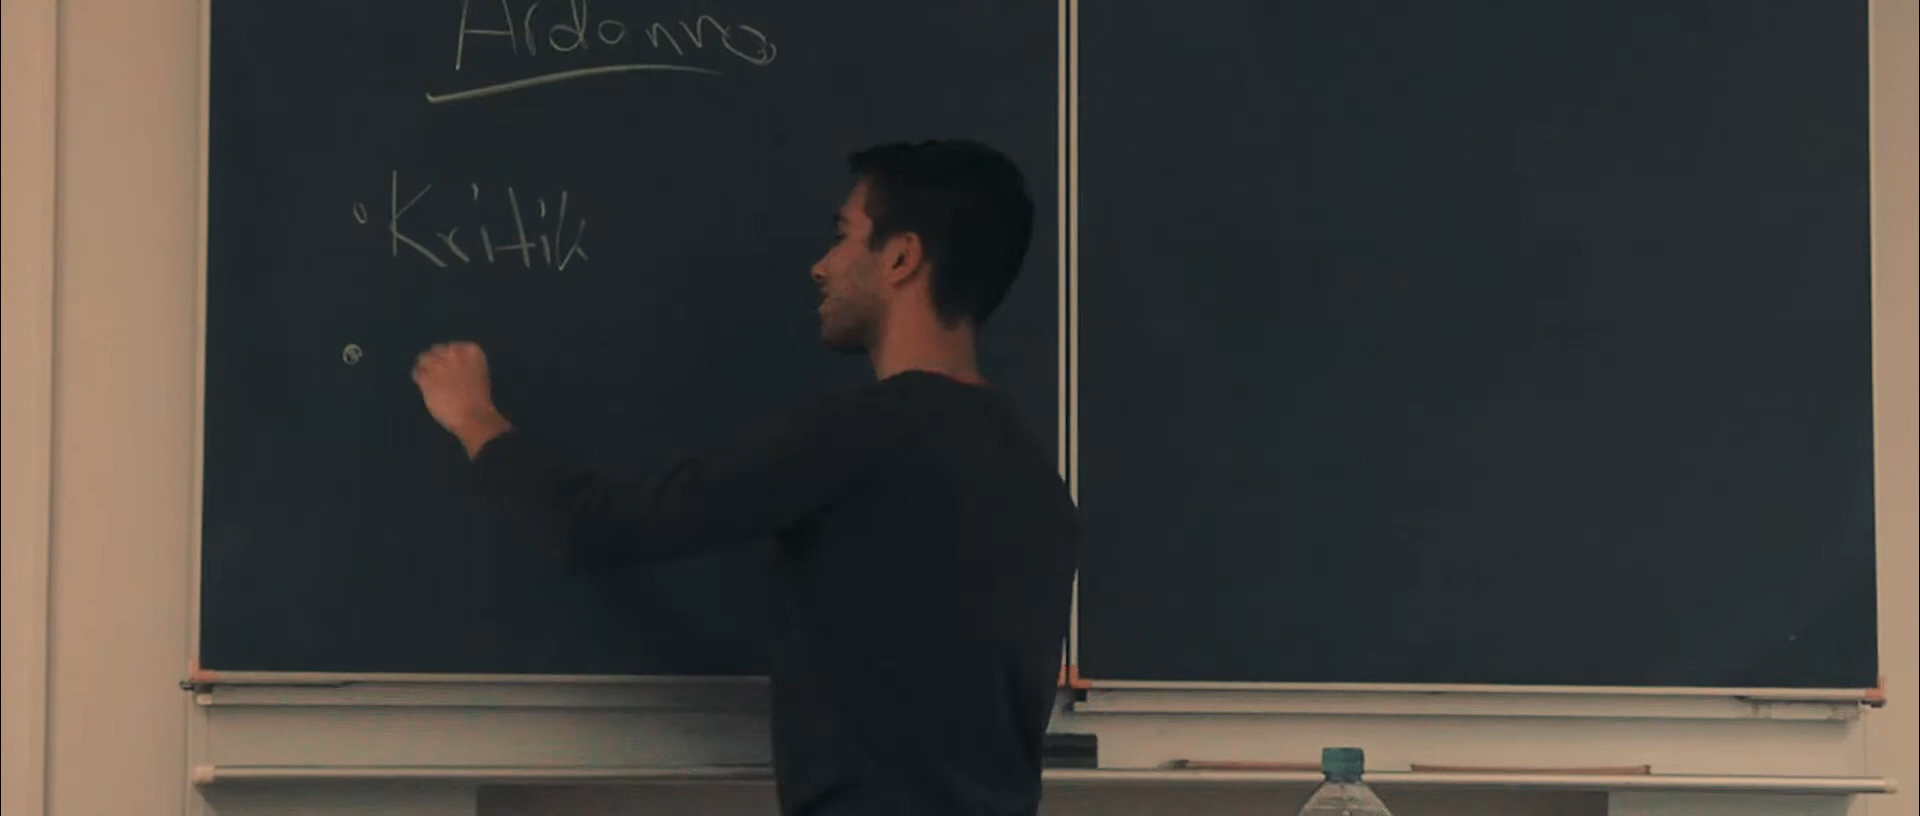 Ardonno
• Kritik
•